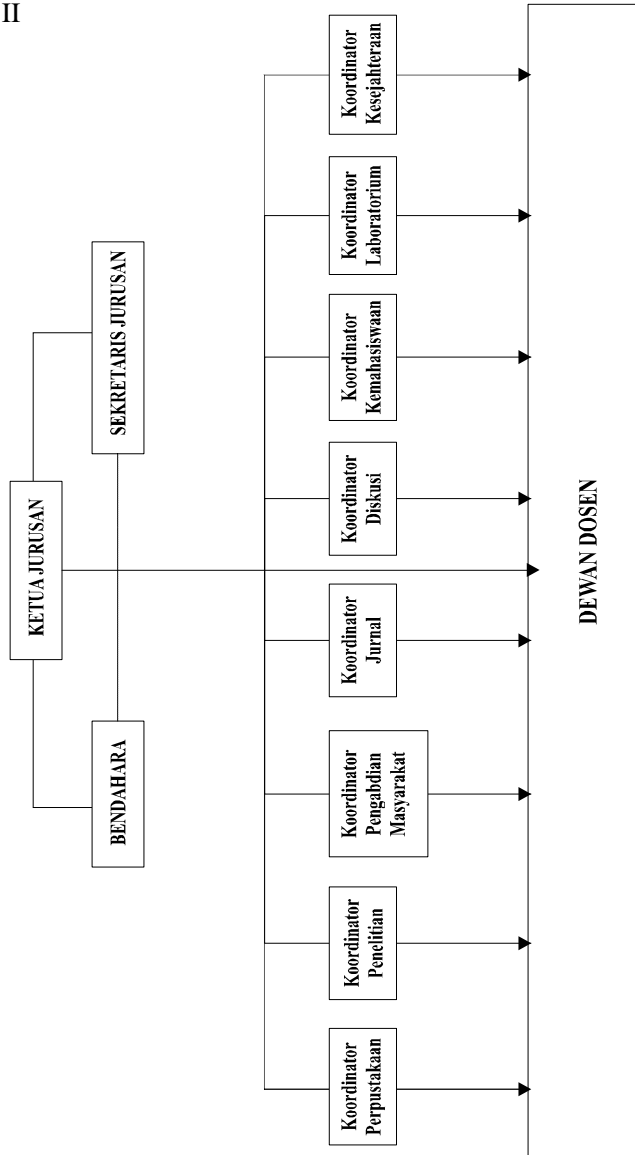 II
KETUA JURUSAN
BENDAHARA
SEKRETARIS JURUSAN
Koordinator
Perpustakaan
Koordinator
Penelitian
Koordinator
Pengabdian
Masyarakat
Koordinator
Jurnal
Koordinator
Diskusi
Koordinator
Kemahasiswaan
Koordinator
Laboratorium
Koordinator
Kesejahteraan
DEWAN DOSEN